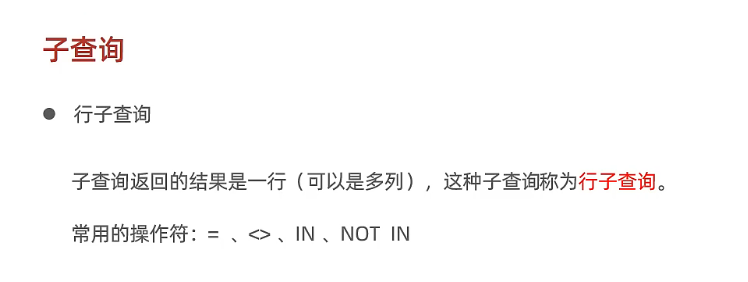 子查询
● 行子查询
子查询返回的结果是一行（可以是多列），这种子查询称为行子查询。
常用的操作符：= 、<> 、IN 、NOT IN